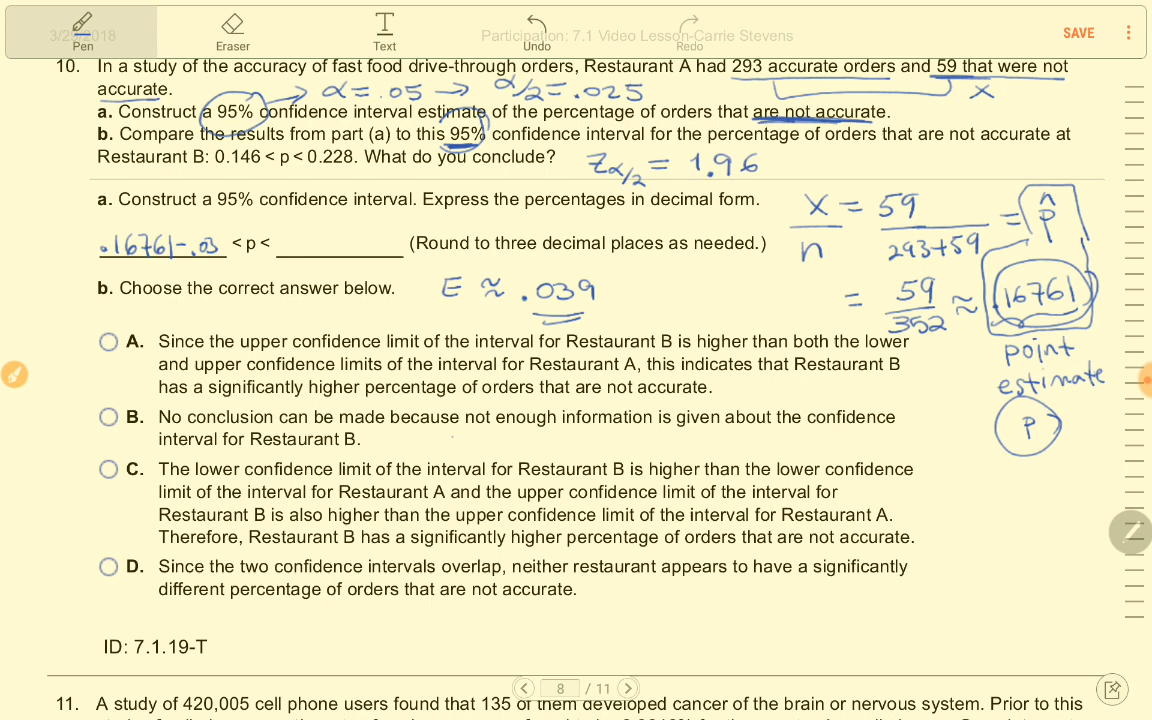 3/29/2018
Participation: 7.1 Video Lesson-Carrie Stevens
Pen
Eraser
Text
Undo
Redo
SAVE
10. In a study of the accuracy of fast food drive-through orders, Restaurant A had 293 accurate orders and 59 that were not
accurate.
→ α = .05 → α/2 = .025
x
a. Construct a 95% confidence interval estimate of the percentage of orders that are not accurate.
b. Compare the results from part (a) to this 95% confidence interval for the percentage of orders that are not accurate at
Restaurant B: 0.146 < p < 0.228. What do you conclude?
Zα/2 = 1.96
a. Construct a 95% confidence interval. Express the percentages in decimal form.
x/n = 59/(293+59) = p̂
.16761-.03 < p < ____ (Round to three decimal places as needed.)
= 59/352 ≈ .16761
b. Choose the correct answer below.
E ≈ .039
point
estimate
p
A. Since the upper confidence limit of the interval for Restaurant B is higher than both the lower
and upper confidence limits of the interval for Restaurant A, this indicates that Restaurant B
has a significantly higher percentage of orders that are not accurate.
B. No conclusion can be made because not enough information is given about the confidence
interval for Restaurant B.
C. The lower confidence limit of the interval for Restaurant B is higher than the lower confidence
limit of the interval for Restaurant A and the upper confidence limit of the interval for
Restaurant B is also higher than the upper confidence limit of the interval for Restaurant A.
Therefore, Restaurant B has a significantly higher percentage of orders that are not accurate.
D. Since the two confidence intervals overlap, neither restaurant appears to have a significantly
different percentage of orders that are not accurate.
ID: 7.1.19-T
8 / 11
11. A study of 420,005 cell phone users found that 135 of them developed cancer of the brain or nervous system. Prior to this